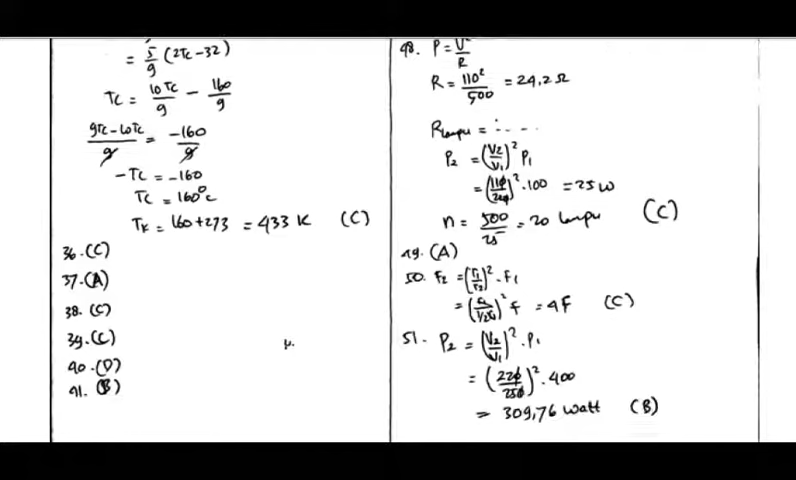 = 5/9 (2Tc-32)
Tc = 10Tc/9 - 160/9
9Tc-10Tc/9 = -160/9
-Tc = -160
Tc = 160°c
Tk = 160+273 = 433 K (C)
36. (C)
37. (A)
38. (C)
39. (C)
40. (D)
41. (B)
48. P = V²/R
R = 110²/500 = 24,2 Ω
Rlampu = :....
P2 = (V2/V1)² P1
= (110/220)² . 100 = 25 W
n = 500/25 = 20 lampu (C)
49. (A)
50. F2 = (r1/r2)² . F1
= (r1/1/2r1)² f = 4F (C)
51. P2 = (V2/V1)² . P1
= (220/250)² . 400
= 309,76 watt (B)